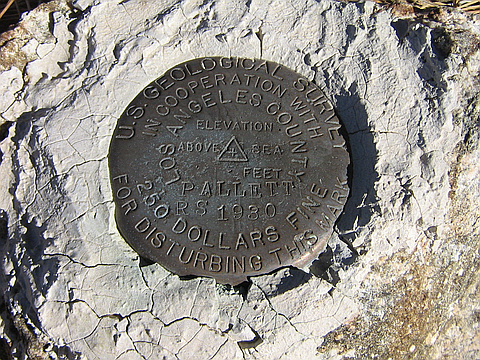 U.S. GEOLOGICAL SURVEY
IN COOPERATION WITH
LOS ANGELES COUNTY
ELEVATION
ABOVE SEA
FEET
PALLETT
RS 1930
250 DOLLARS FINE
FOR DISTURBING THIS MARK